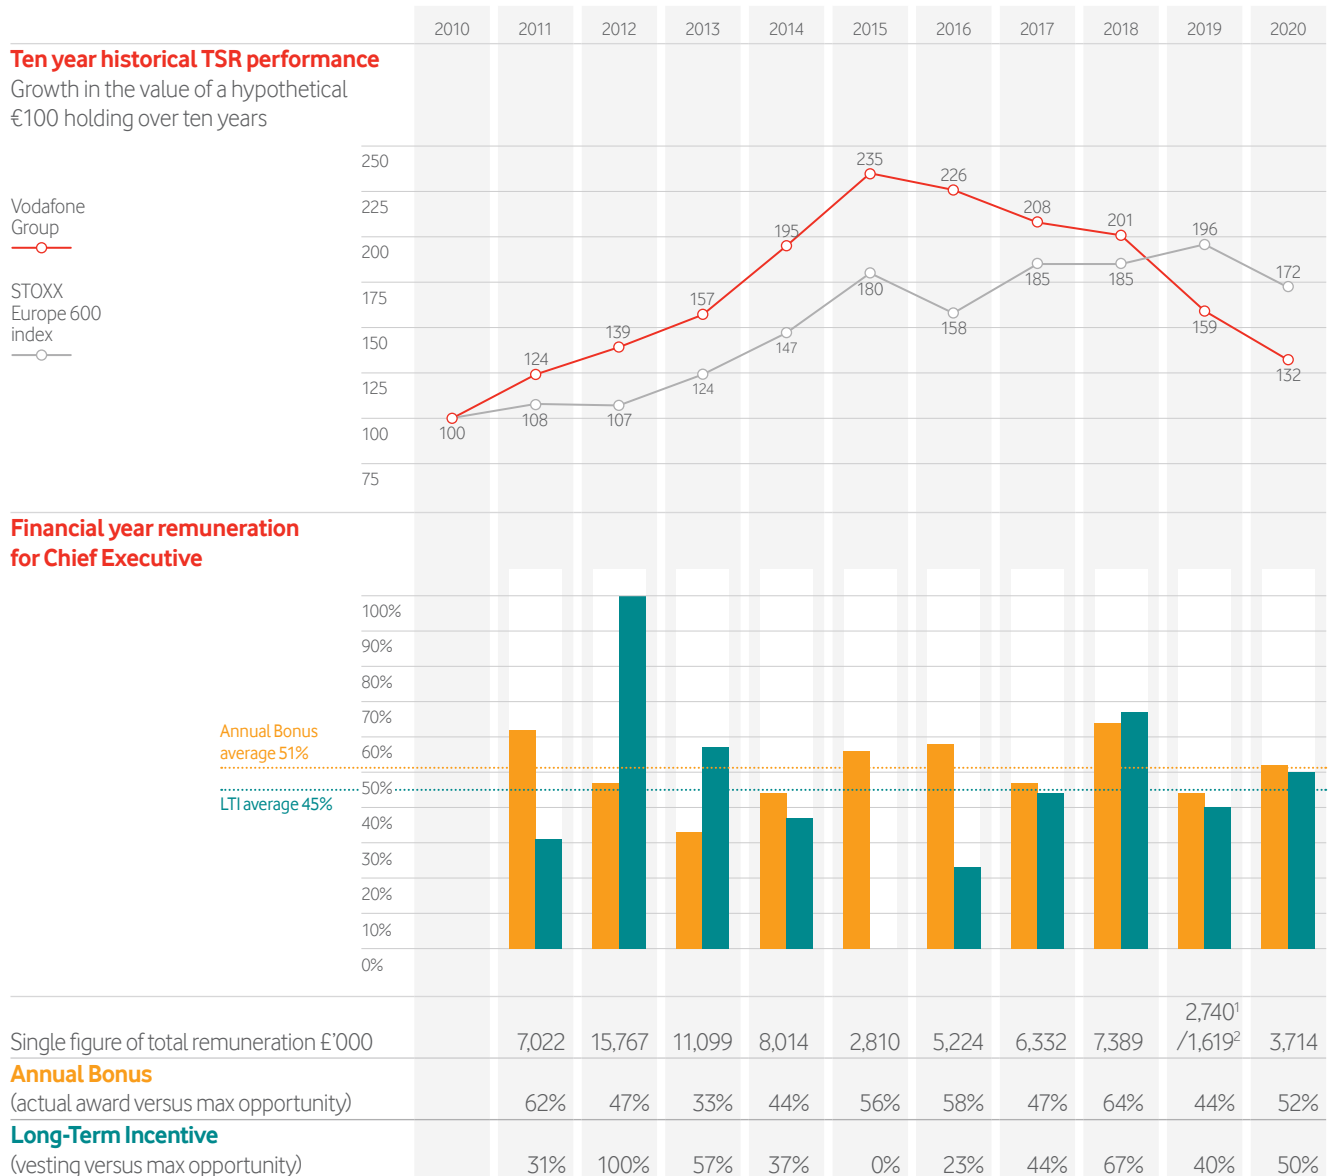 2010 2011 2012 2013 2014 2015 2016 2017 2018 2019 2020
Ten year historical TSR performance
Growth in the value of a hypothetical
€100 holding over ten years
250
225
200
175
150
125
100
75
Vodafone
Group
STOXX
Europe 600
index
100 124 139 157 195 235 226 208 201 159 132
108 107 124 147 180 158 185 185 196 172
Financial year remuneration
for Chief Executive
100%
90%
80%
70%
60%
50%
40%
30%
20%
10%
0%
Annual Bonus
average 51%
LTI average 45%
2,740¹
Single figure of total remuneration £'000 7,022 15,767 11,099 8,014 2,810 5,224 6,332 7,389 /1,619² 3,714
Annual Bonus
(actual award versus max opportunity) 62% 47% 33% 44% 56% 58% 47% 64% 44% 52%
Long-Term Incentive
(vesting versus max opportunity) 31% 100% 57% 37% 0% 23% 44% 67% 40% 50%